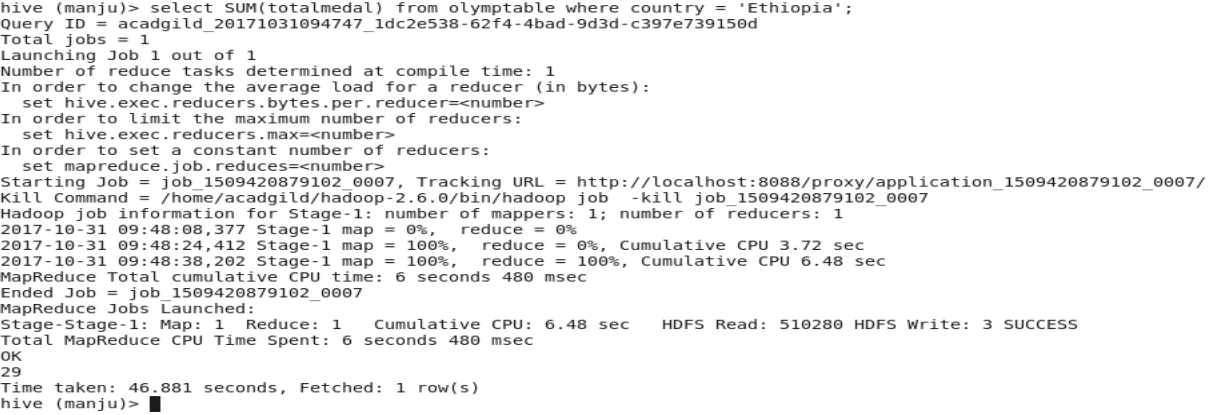 hive (manju)> select SUM(totalmedal) from olymptable where country = 'Ethiopia';
Query ID = acadgild_20171031094747_1dc2e538-62f4-4bad-9d3d-c397e739150d
Total jobs = 1
Launching Job 1 out of 1
Number of reduce tasks determined at compile time: 1
In order to change the average load for a reducer (in bytes):
  set hive.exec.reducers.bytes.per.reducer=<number>
In order to limit the maximum number of reducers:
  set hive.exec.reducers.max=<number>
In order to set a constant number of reducers:
  set mapreduce.job.reduces=<number>
Starting Job = job_1509420879102_0007, Tracking URL = http://localhost:8088/proxy/application_1509420879102_0007/
Kill Command = /home/acadgild/hadoop-2.6.0/bin/hadoop job  -kill job_1509420879102_0007
Hadoop job information for Stage-1: number of mappers: 1; number of reducers: 1
2017-10-31 09:48:08,377 Stage-1 map = 0%,  reduce = 0%
2017-10-31 09:48:24,412 Stage-1 map = 100%,  reduce = 0%, Cumulative CPU 3.72 sec
2017-10-31 09:48:38,202 Stage-1 map = 100%,  reduce = 100%, Cumulative CPU 6.48 sec
MapReduce Total cumulative CPU time: 6 seconds 480 msec
Ended Job = job_1509420879102_0007
MapReduce Jobs Launched:
Stage-Stage-1: Map: 1  Reduce: 1   Cumulative CPU: 6.48 sec   HDFS Read: 510280 HDFS Write: 3 SUCCESS
Total MapReduce CPU Time Spent: 6 seconds 480 msec
OK
29
Time taken: 46.881 seconds, Fetched: 1 row(s)
hive (manju)>